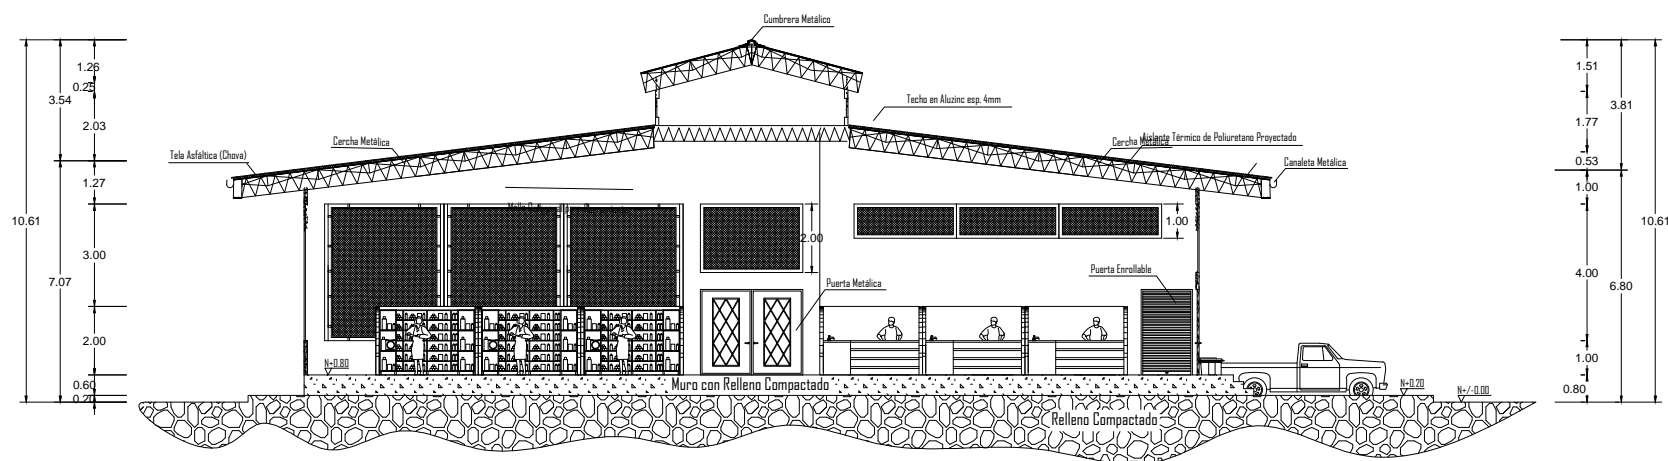 Cumbrera Metálico
1.26
0.25
3.54
2.03
1.51
3.81
1.77
Techo en Aluzinc esp. 4mm
Cercha Metálica
Cercha Metálica
Aislante Térmico de Poliuretano Proyectado
Tela Asfáltica (Chova)
Canaleta Metálica
0.53
1.27
1.00
10.61
10.61
1.00
2.00
3.00
4.00
Puerta Enrollable
Puerta Metálica
7.07
6.80
2.00
1.00
N+0.80
0.60
0.20
Muro con Relleno Compactado
N+0.20
N+/-0.00
0.80
Relleno Compactado